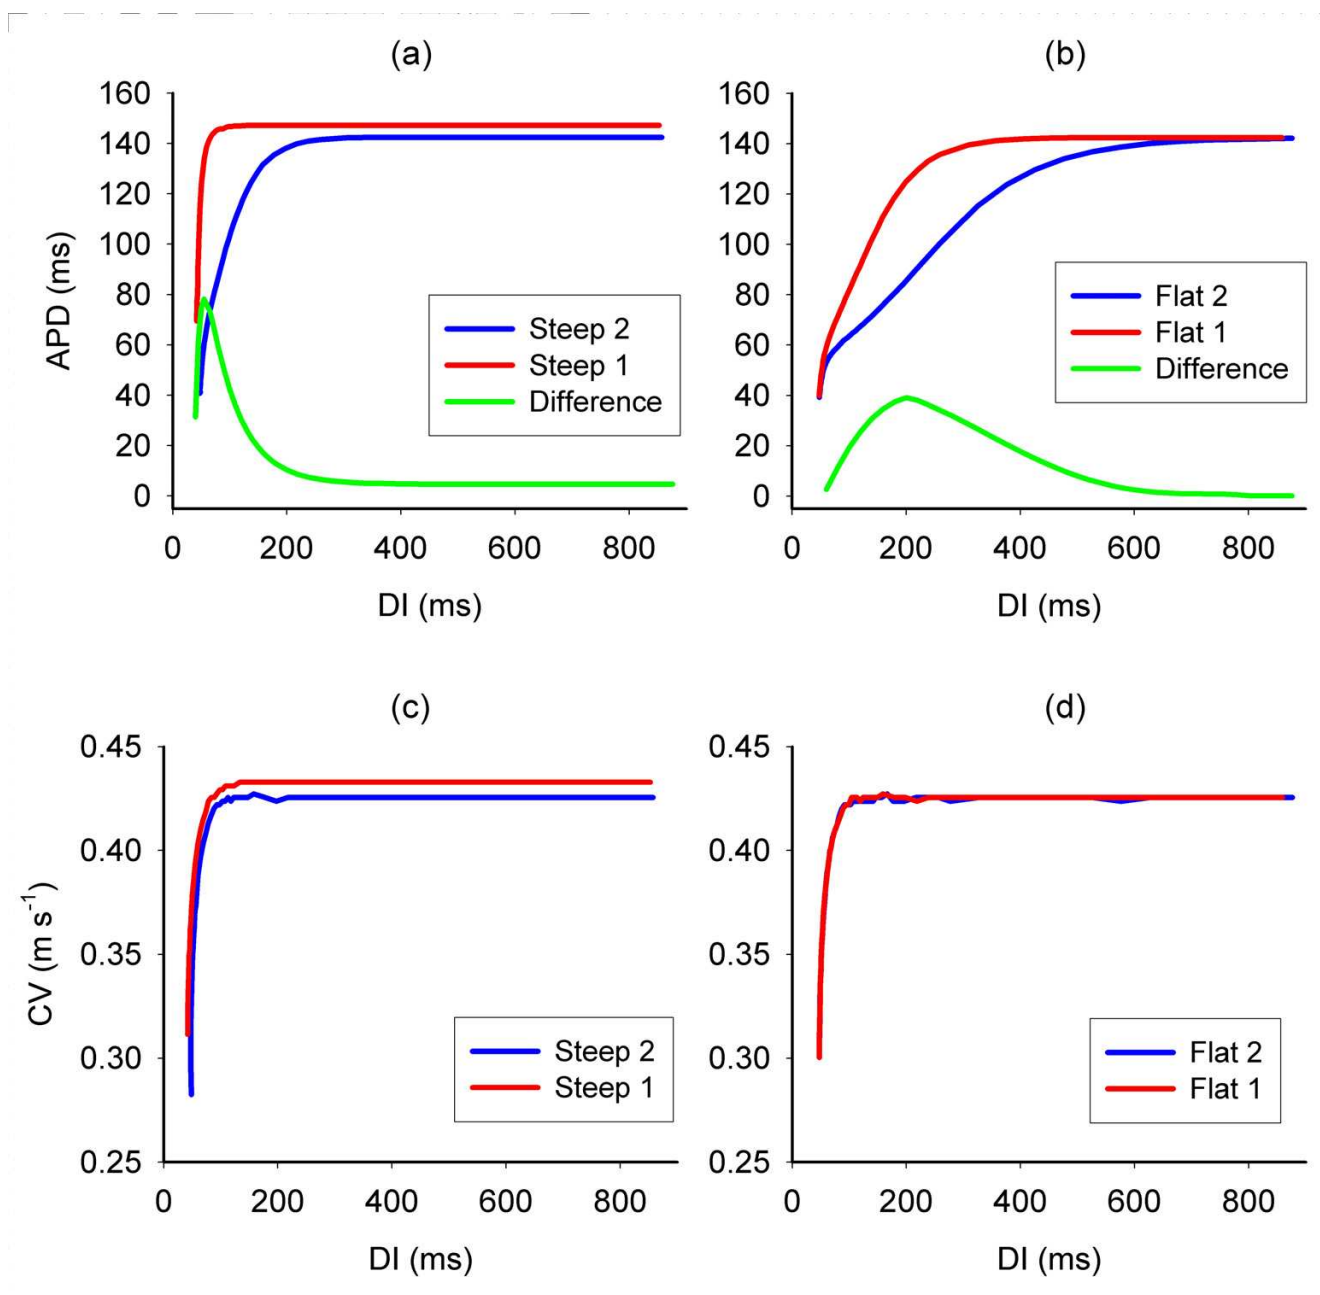 (a)
(b)
160
140
120
100
80
60
40
20
0
APD (ms)
Steep 2
Steep 1
Difference
0 200 400 600 800
DI (ms)
160
140
120
100
80
60
40
20
0
Flat 2
Flat 1
Difference
0 200 400 600 800
DI (ms)
(c)
(d)
0.45
0.40
0.35
0.30
0.25
CV (m s⁻¹)
Steep 2
Steep 1
0 200 400 600 800
DI (ms)
0.45
0.40
0.35
0.30
0.25
Flat 2
Flat 1
0 200 400 600 800
DI (ms)